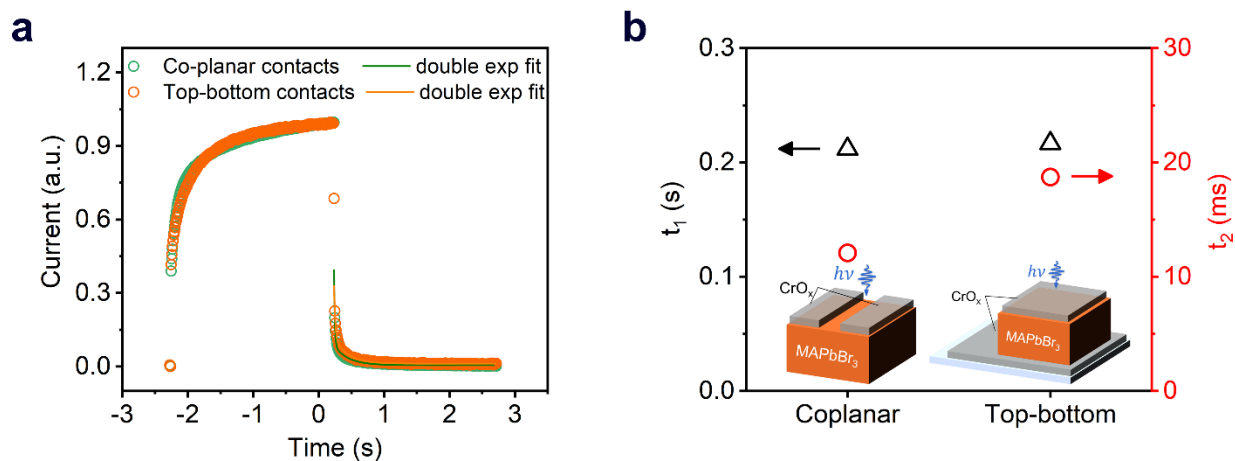 a
Co-planar contacts double exp fit
Top-bottom contacts double exp fit
Current (a.u.)
1.2
0.9
0.6
0.3
0.0
-3 -2 -1 0 1 2 3
Time (s)
b
t₁ (s)
0.3
0.2
0.1
0.0
30
20
10
0
t₂ (ms)
hν
CrOₓ
MAPbBr₃
hν
CrOₓ
MAPbBr₃
Coplanar Top-bottom